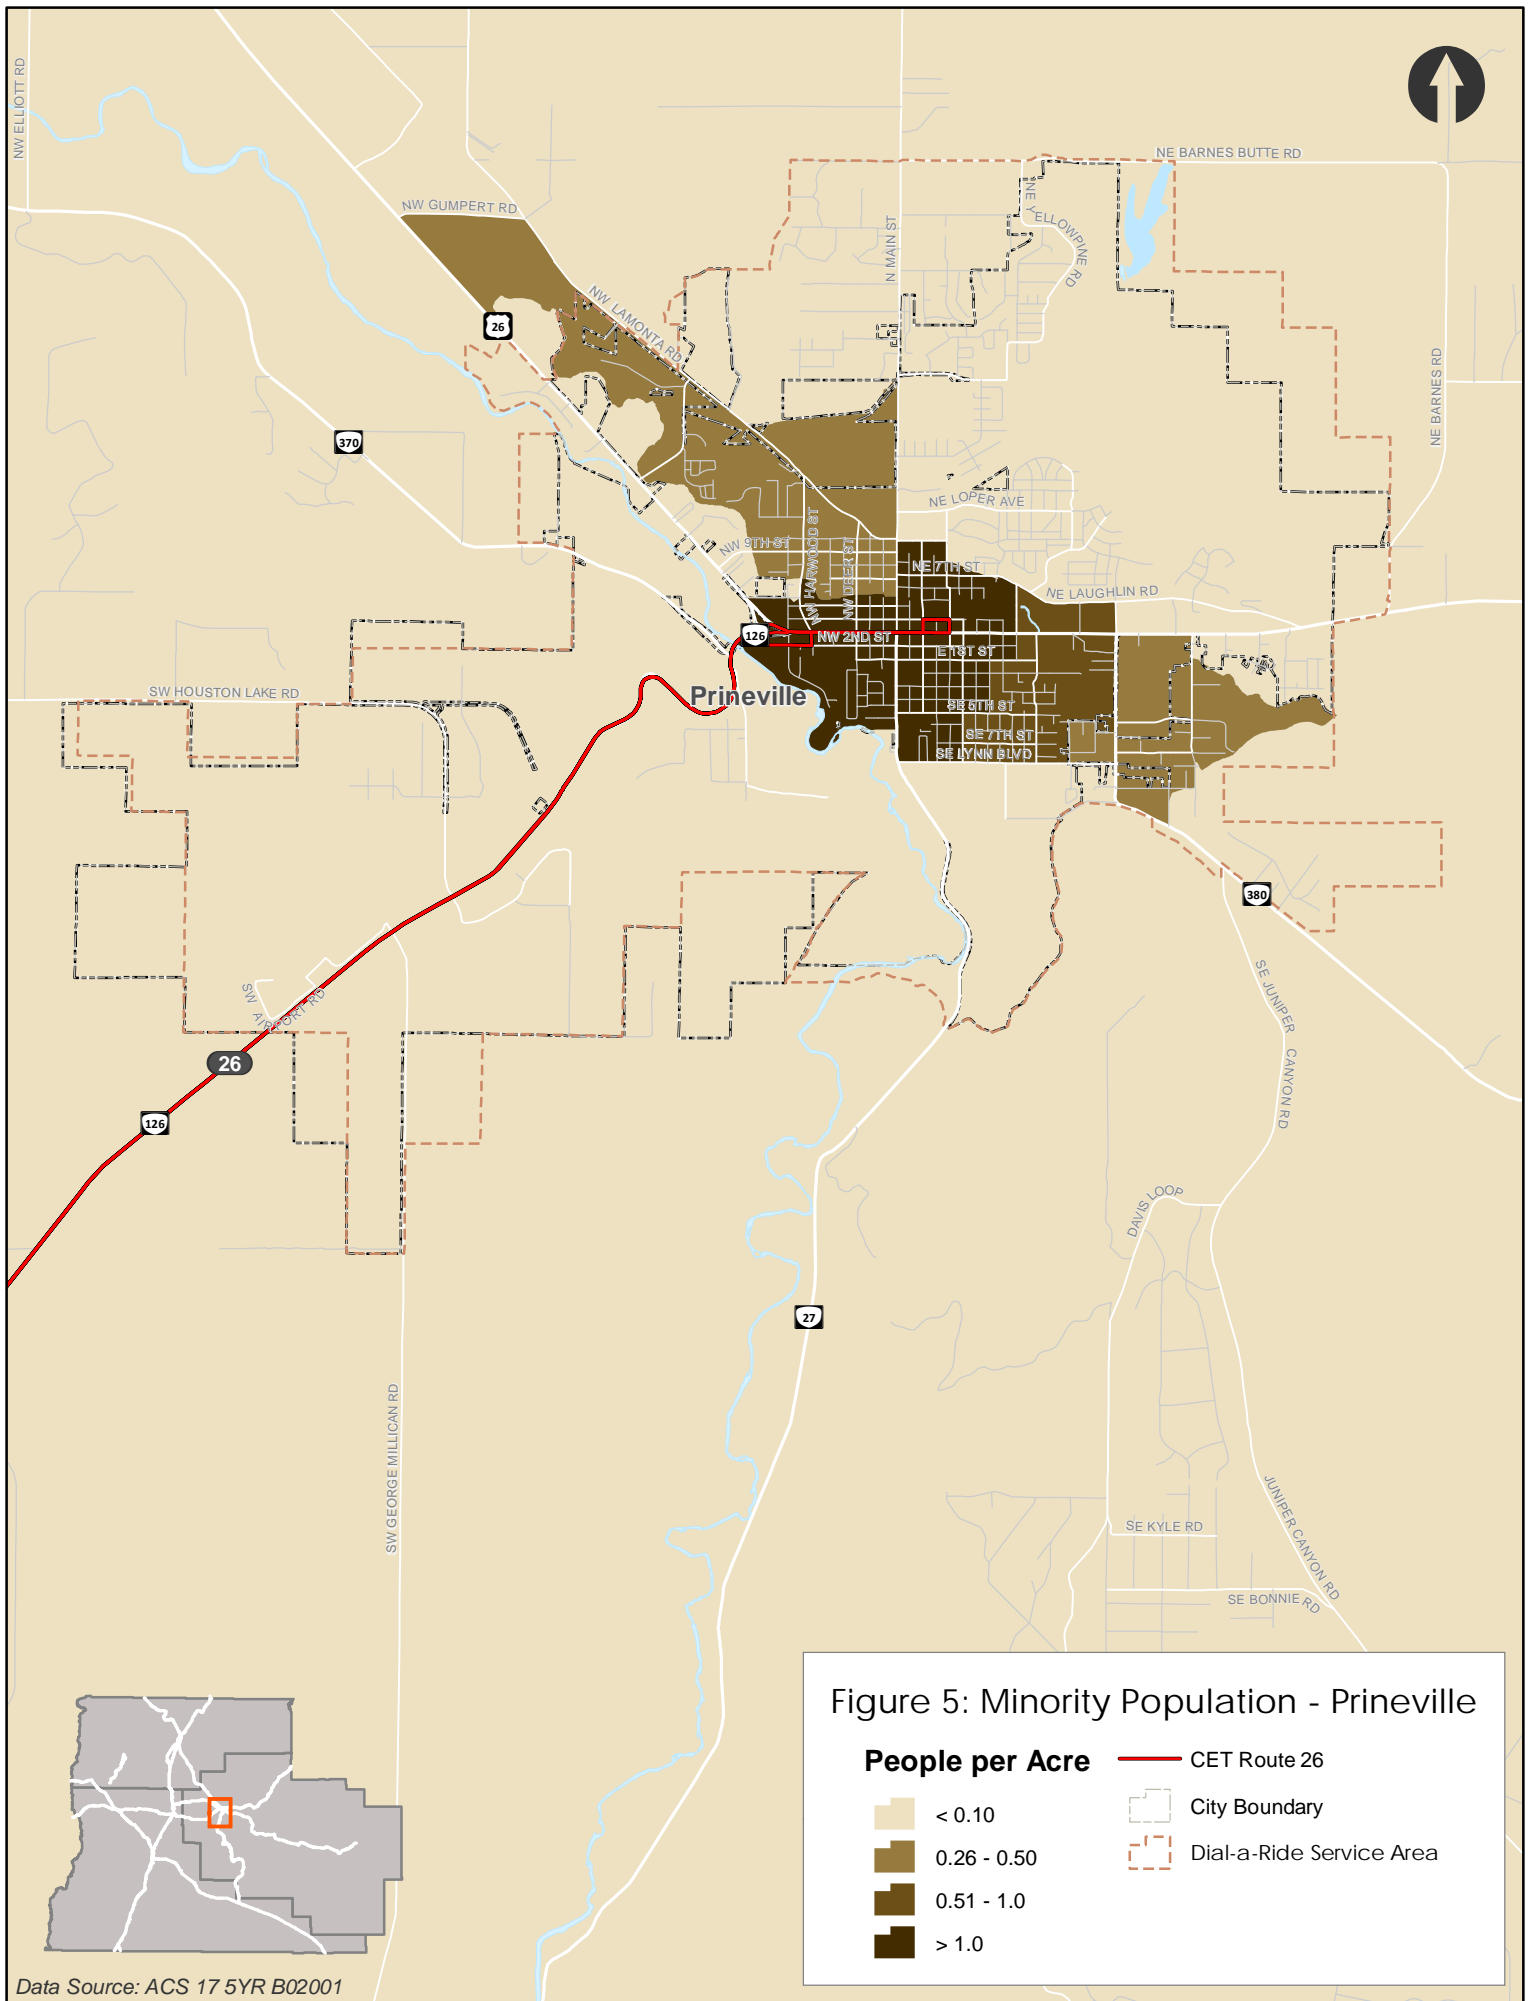 NW ELLIOTT RD
NE BARNES BUTTE RD
NW GUMPERT RD
N MAIN ST
NE YELLOWPINE RD
NW LAMONTA RD
26
NE BARNES RD
370
NE LOPER AVE
NW 9TH ST
NW HARWOOD ST
NW DEER ST
NE 7TH ST
NE LAUGHLIN RD
126
NW 2ND ST
E 1ST ST
SW HOUSTON LAKE RD
Prineville
SE 5TH ST
SE 7TH ST
SE LYNN BLVD
380
SW AIRPORT RD
SE JUNIPER CANYON RD
26
126
DAVIS LOOP
27
SW GEORGE MILLICAN RD
JUNIPER CANYON RD
SE KYLE RD
SE BONNIE RD
Figure 5: Minority Population - Prineville
People per Acre
CET Route 26
City Boundary
< 0.10
Dial-a-Ride Service Area
0.26 - 0.50
0.51 - 1.0
> 1.0
Data Source: ACS 17 5YR B02001